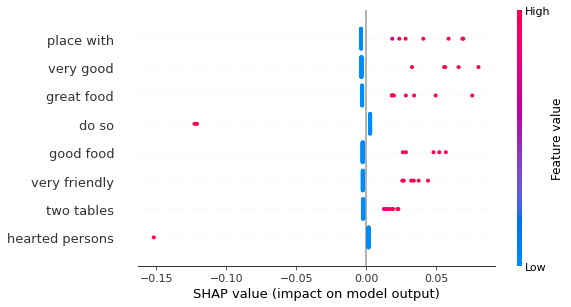 High
place with
very good
great food
do so
good food
very friendly
two tables
hearted persons
Low
Feature value
−0.15 −0.10 −0.05 0.00 0.05
SHAP value (impact on model output)